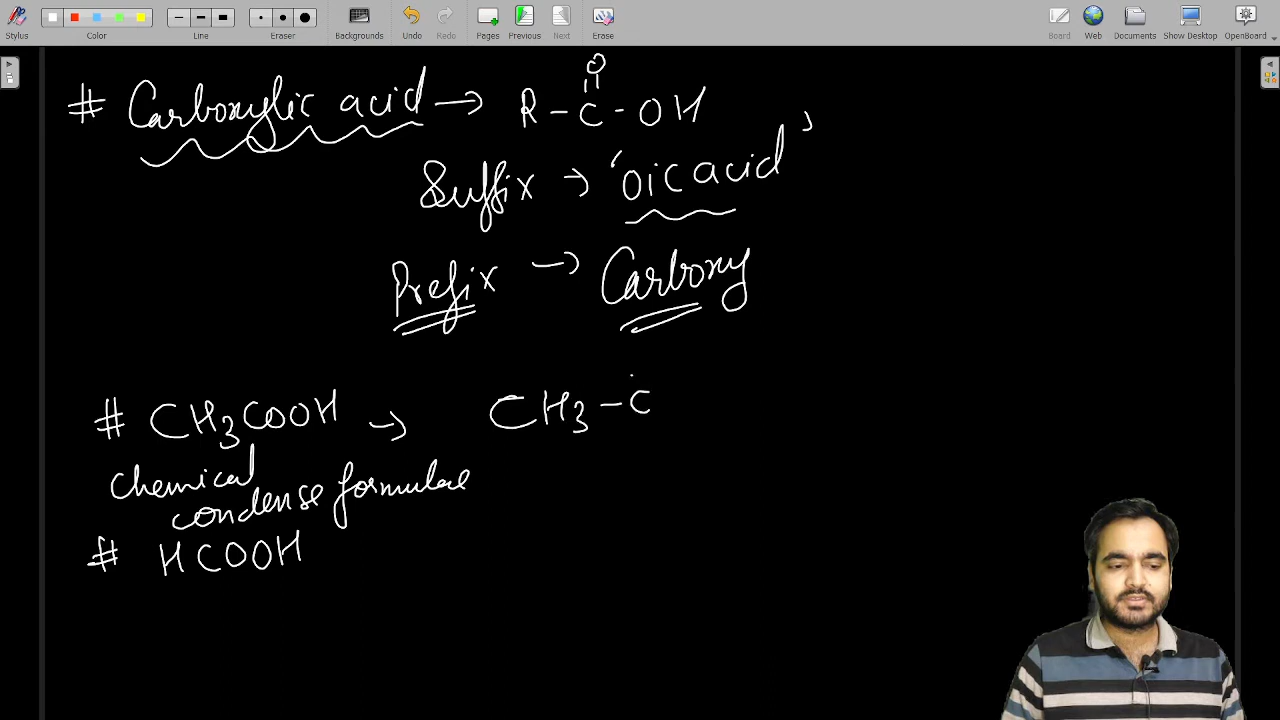 Stylus Color Line Eraser Backgrounds Undo Redo Pages Previous Next Erase Board Web Documents Show Desktop OpenBoard
# Carboxylic acid → R-C-OH
O
Suffix → 'oic acid'
Prefix → Carboxy
# CH3COOH → CH3-C
chemical
condense formulae
# HCOOH